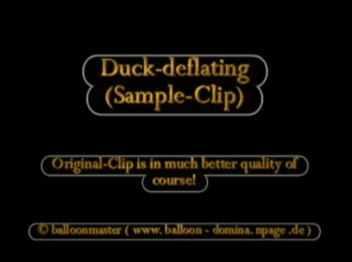 Duck-deflating
(Sample-Clip)
Original-Clip is in much better quality of
course!
© balloonmaster ( www. balloon - domina. npage .de )